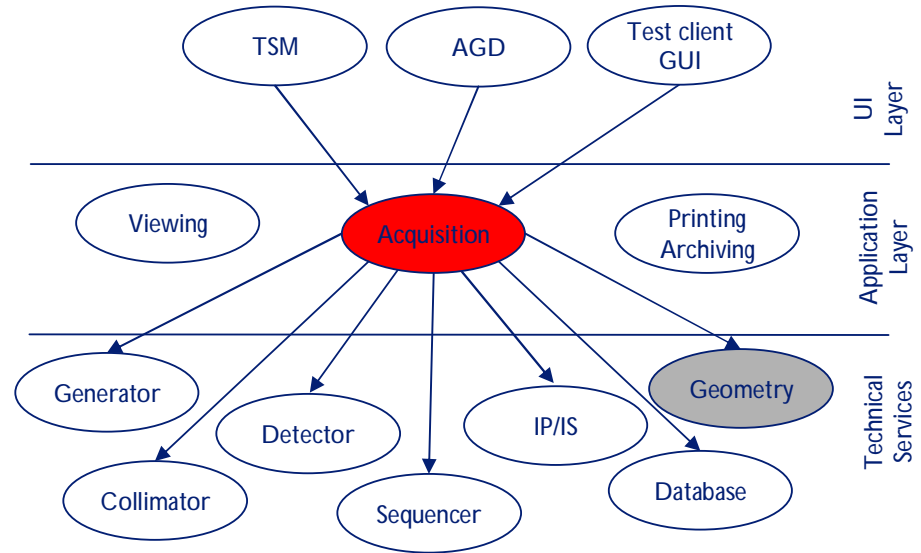 TSM
AGD
Test client
GUI
UI
Layer
Viewing
Acquisition
Printing
Archiving
Application
Layer
Generator
Detector
IP/IS
Geometry
Collimator
Sequencer
Database
Technical
Services